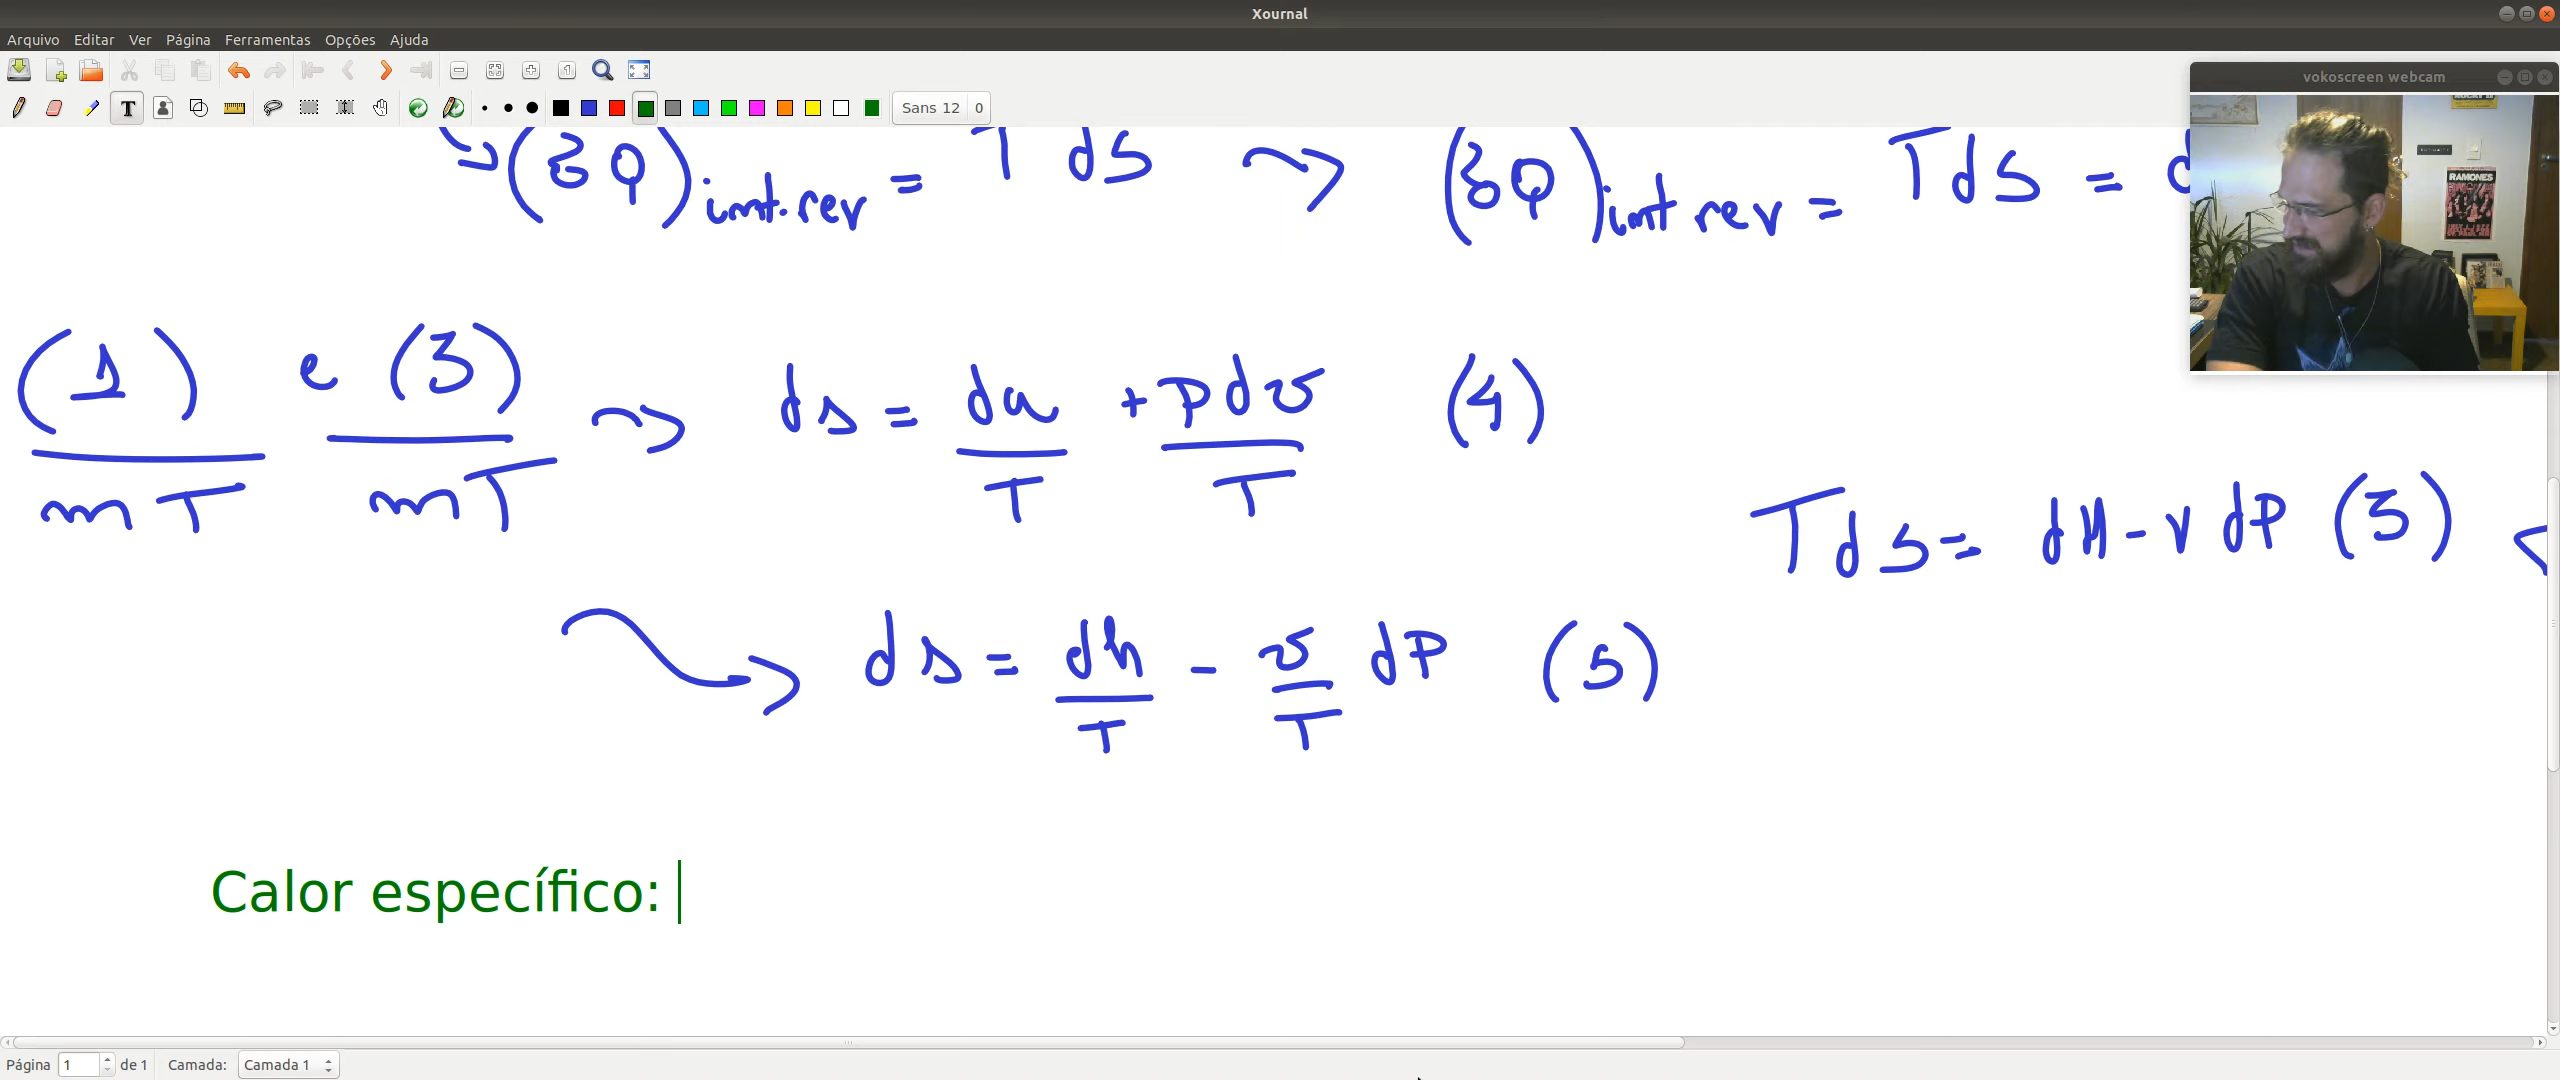 Xournal
Arquivo Editar Ver Página Ferramentas Opções Ajuda
vokoscreen webcam
Sans 12 0
RAMONES
(δQ)int.rev = T dS → (δQ)int rev = T dS =
(1)/mT e (3)/mT → ds = du/T + Pdv/T (4)
T dS = dH - V dP (3)
→ ds = dh/T - v/T dP (5)
Calor específico:
Página 1 de 1 Camada: Camada 1